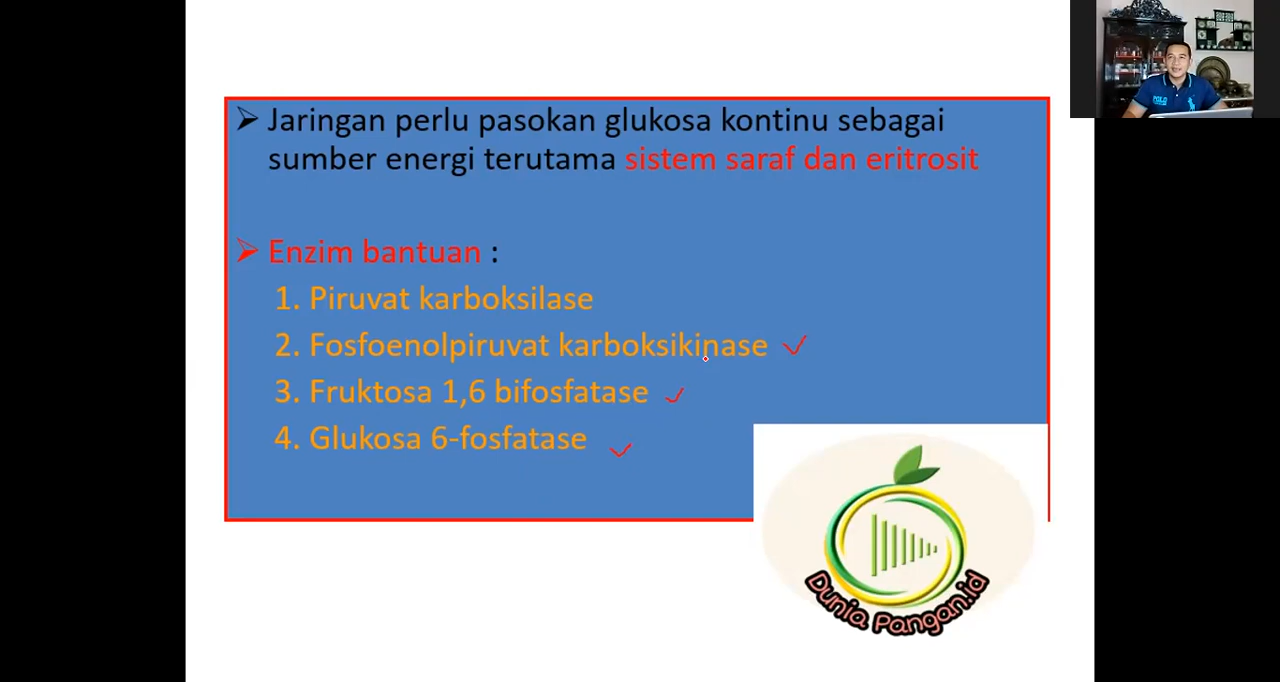 ➢ Jaringan perlu pasokan glukosa kontinu sebagai
sumber energi terutama sistem saraf dan eritrosit
➢ Enzim bantuan :
1. Piruvat karboksilase
2. Fosfoenolpiruvat karboksikinase
3. Fruktosa 1,6 bifosfatase
4. Glukosa 6-fosfatase
Dunia Pangan.id
POLO